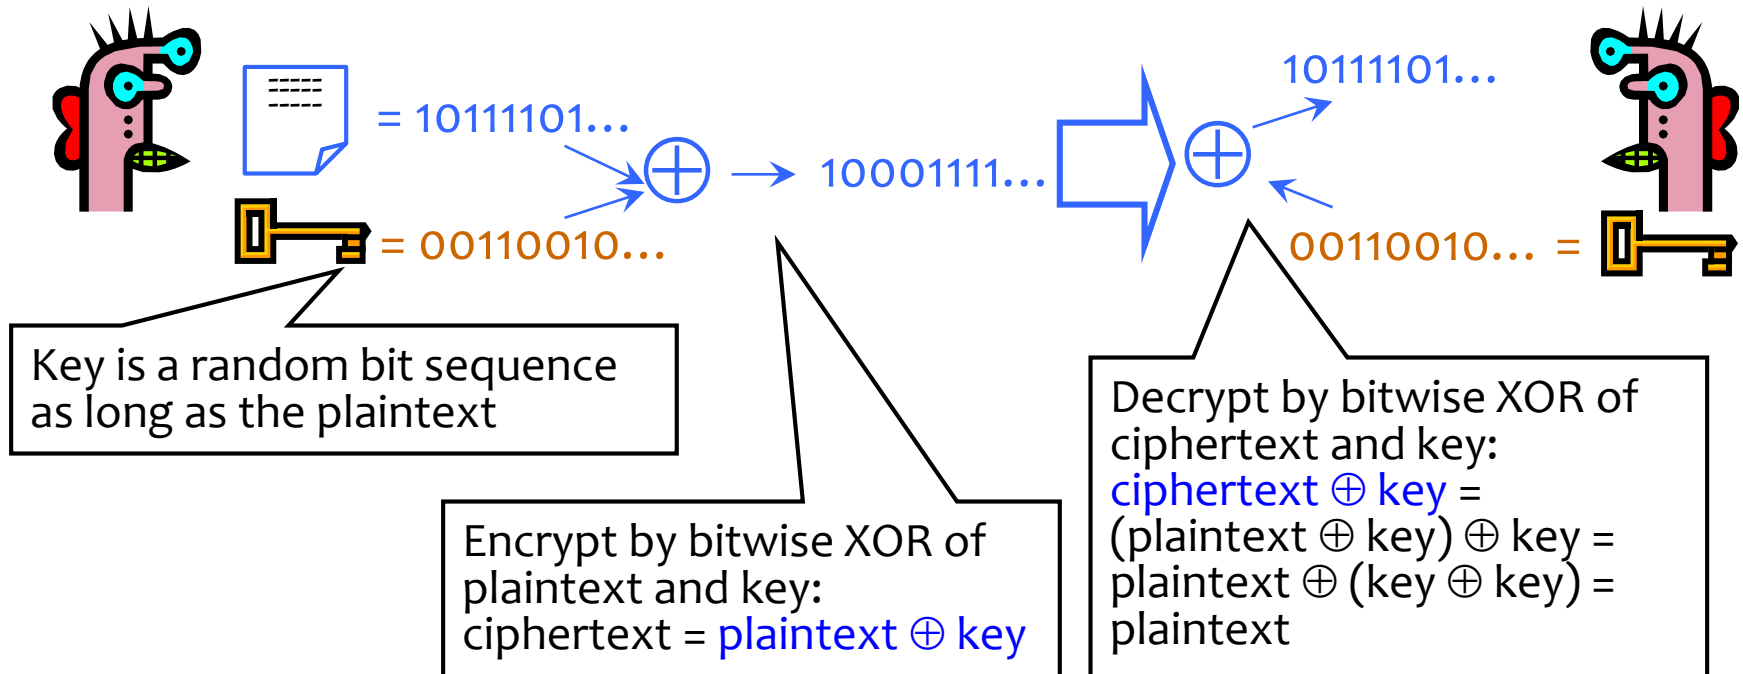 = 10111101...
= 00110010...
10001111...
10111101...
00110010... =
Key is a random bit sequence
as long as the plaintext
Encrypt by bitwise XOR of
plaintext and key:
ciphertext = plaintext ⊕ key
Decrypt by bitwise XOR of
ciphertext and key:
ciphertext ⊕ key =
(plaintext ⊕ key) ⊕ key =
plaintext ⊕ (key ⊕ key) =
plaintext